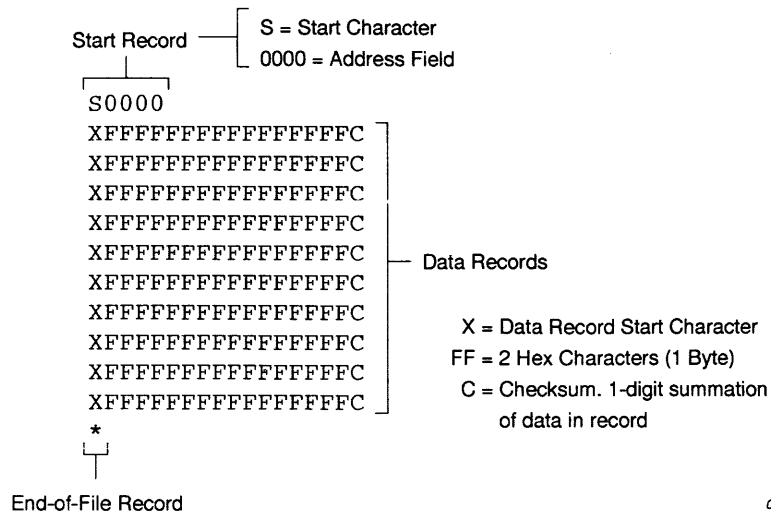 Start Record
S = Start Character
0000 = Address Field
S0000
XFFFFFFFFFFFFFFFFC
XFFFFFFFFFFFFFFFFC
XFFFFFFFFFFFFFFFFC
XFFFFFFFFFFFFFFFFC
XFFFFFFFFFFFFFFFFC
XFFFFFFFFFFFFFFFFC
XFFFFFFFFFFFFFFFFC
XFFFFFFFFFFFFFFFFC
XFFFFFFFFFFFFFFFFC
XFFFFFFFFFFFFFFFFC
*
Data Records
X = Data Record Start Character
FF = 2 Hex Characters (1 Byte)
C = Checksum. 1-digit summation
of data in record
End-of-File Record